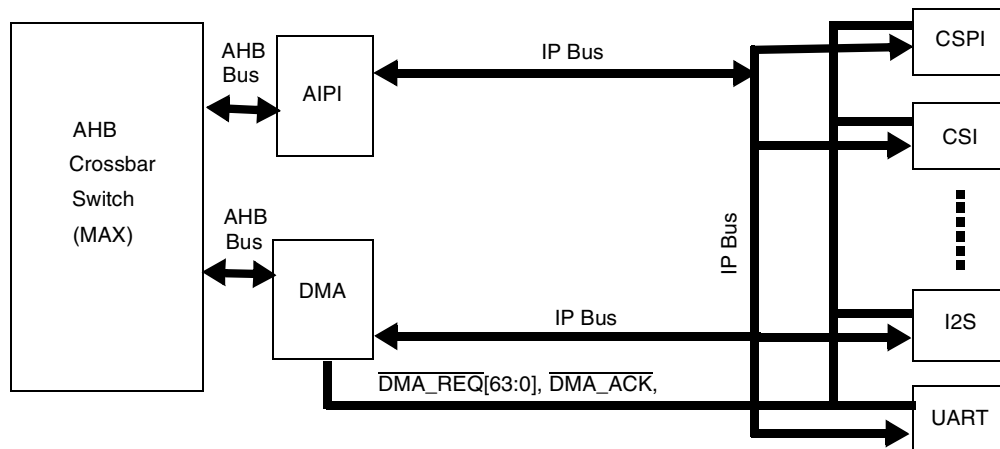 AHB
Crossbar
Switch
(MAX)
AHB
Bus
AIPI
IP Bus
CSPI
CSI
AHB
Bus
DMA
IP Bus
IP Bus
I2S
DMA_REQ[63:0], DMA_ACK,
UART